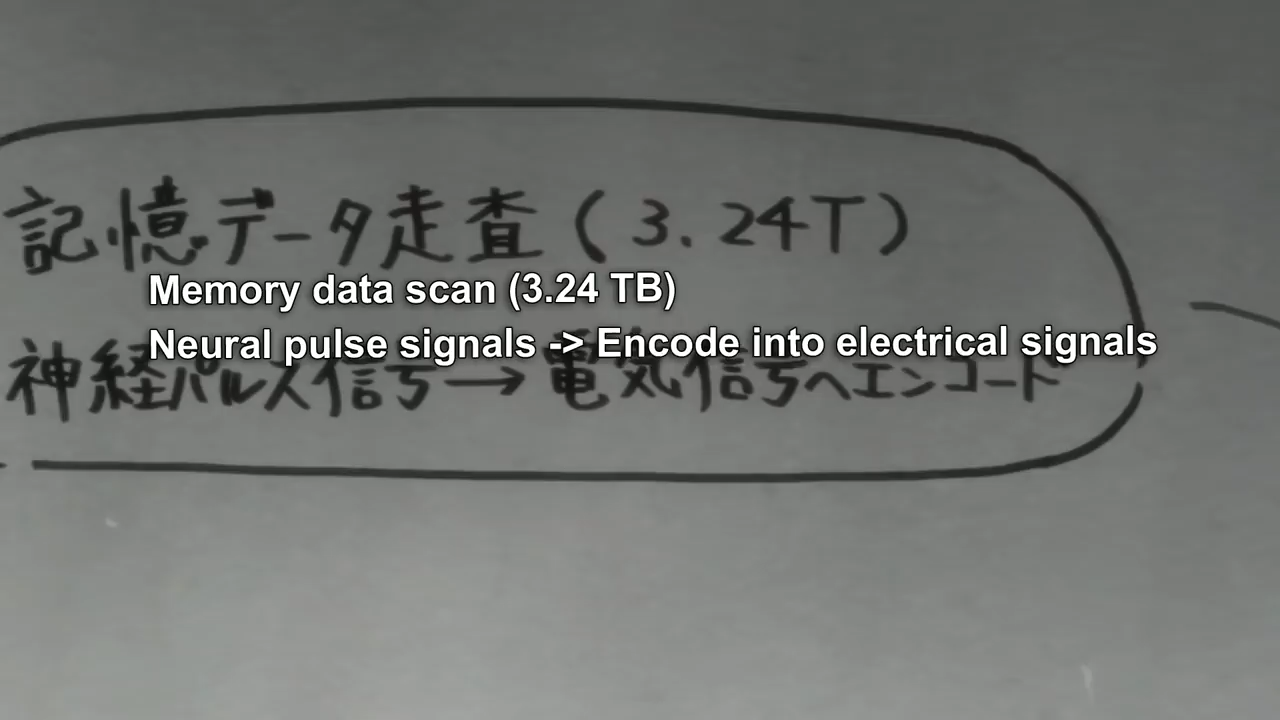 記憶データ走査(3.24T)
Memory data scan (3.24 TB)
Neural pulse signals -> Encode into electrical signals
神経パルス信号→電気信号へエンコード